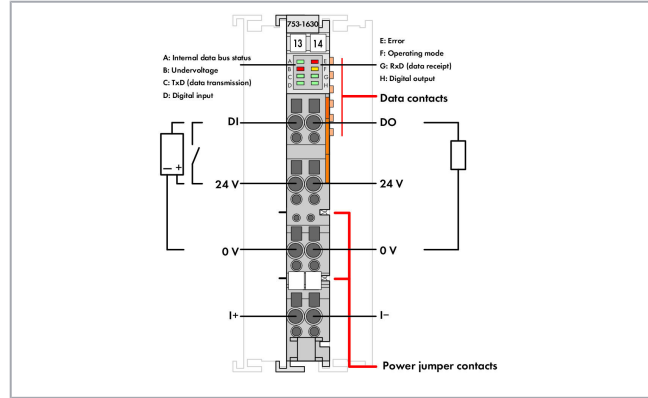 753-1630
13 14
A: Internal data bus status
B: Undervoltage
C: TxD (data transmission)
D: Digital input
E: Error
F: Operating mode
G: RxD (data receipt)
H: Digital output
A E
B F
C G
D H
Data contacts
DI DO
– +
24 V 24 V
0 V 0 V
I+ I–
Power jumper contacts